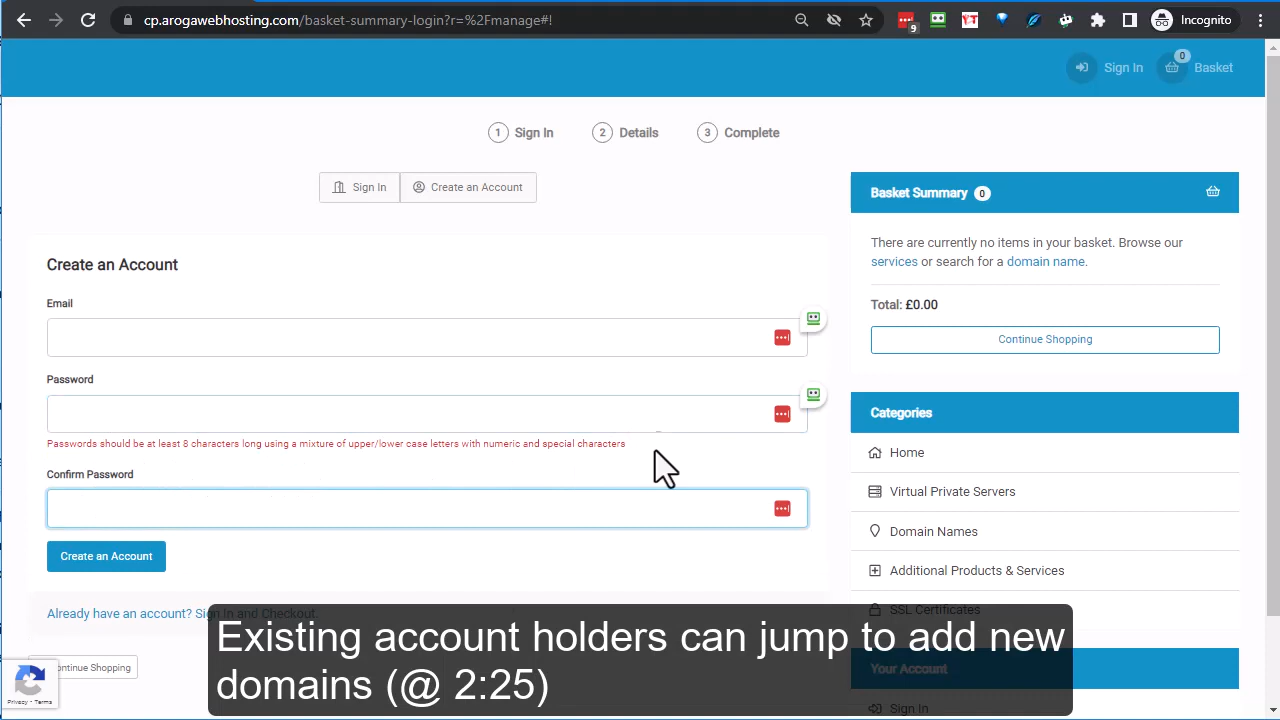 cp.arogawebhosting.com/basket-summary-login?r=%2Fmanage#!
9
Incognito
Sign In
0
Basket
1 Sign In
2 Details
3 Complete
Sign In
Create an Account
Create an Account
Email
Password
Passwords should be at least 8 characters long using a mixture of upper/lower case letters with numeric and special characters
Confirm Password
Create an Account
Already have an account? Sign In and Checkout.
ontinue Shopping
Privacy - Terms
Basket Summary 0
There are currently no items in your basket. Browse our
services or search for a domain name.
Total: £0.00
Continue Shopping
Categories
Home
Virtual Private Servers
Domain Names
Additional Products & Services
SSL Certificates
Your Account
Sign In
Existing account holders can jump to add new
domains (@ 2:25)